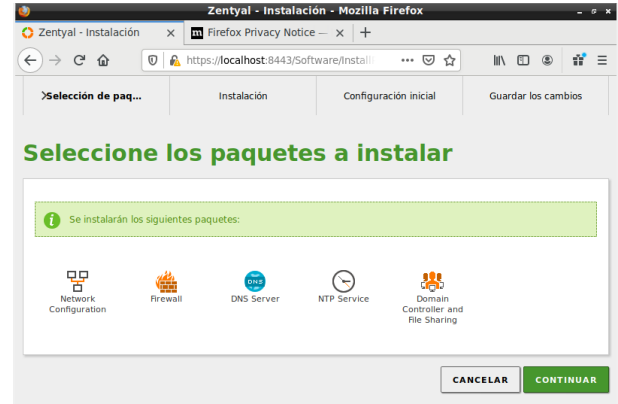 Zentyal - Instalación - Mozilla Firefox
Zentyal - Instalación
m Firefox Privacy Notice —
https://localhost:8443/Software/Install
Selección de paq...
Instalación
Configuración inicial
Guardar los cambios
Seleccione los paquetes a instalar
i Se instalarán los siguientes paquetes:
DNS
Network
Configuration
Firewall
DNS Server
NTP Service
Domain
Controller and
File Sharing
CANCELAR
CONTINUAR